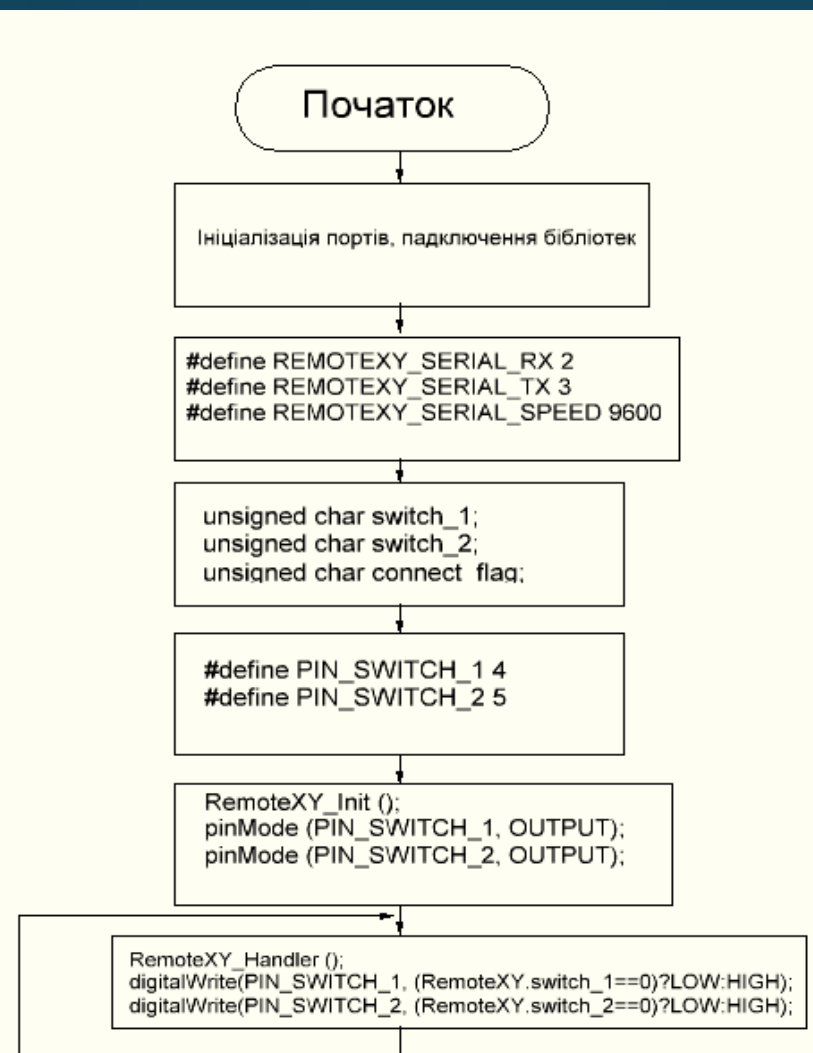 Початок
Ініціалізація портів, падключення бібліотек
#define REMOTEXY_SERIAL_RX 2
#define REMOTEXY_SERIAL_TX 3
#define REMOTEXY_SERIAL_SPEED 9600
unsigned char switch_1;
unsigned char switch_2;
unsigned char connect_flag;
#define PIN_SWITCH_1 4
#define PIN_SWITCH_2 5
RemoteXY_Init ();
pinMode (PIN_SWITCH_1, OUTPUT);
pinMode (PIN_SWITCH_2, OUTPUT);
RemoteXY_Handler ();
digitalWrite(PIN_SWITCH_1, (RemoteXY.switch_1==0)?LOW:HIGH);
digitalWrite(PIN_SWITCH_2, (RemoteXY.switch_2==0)?LOW:HIGH);